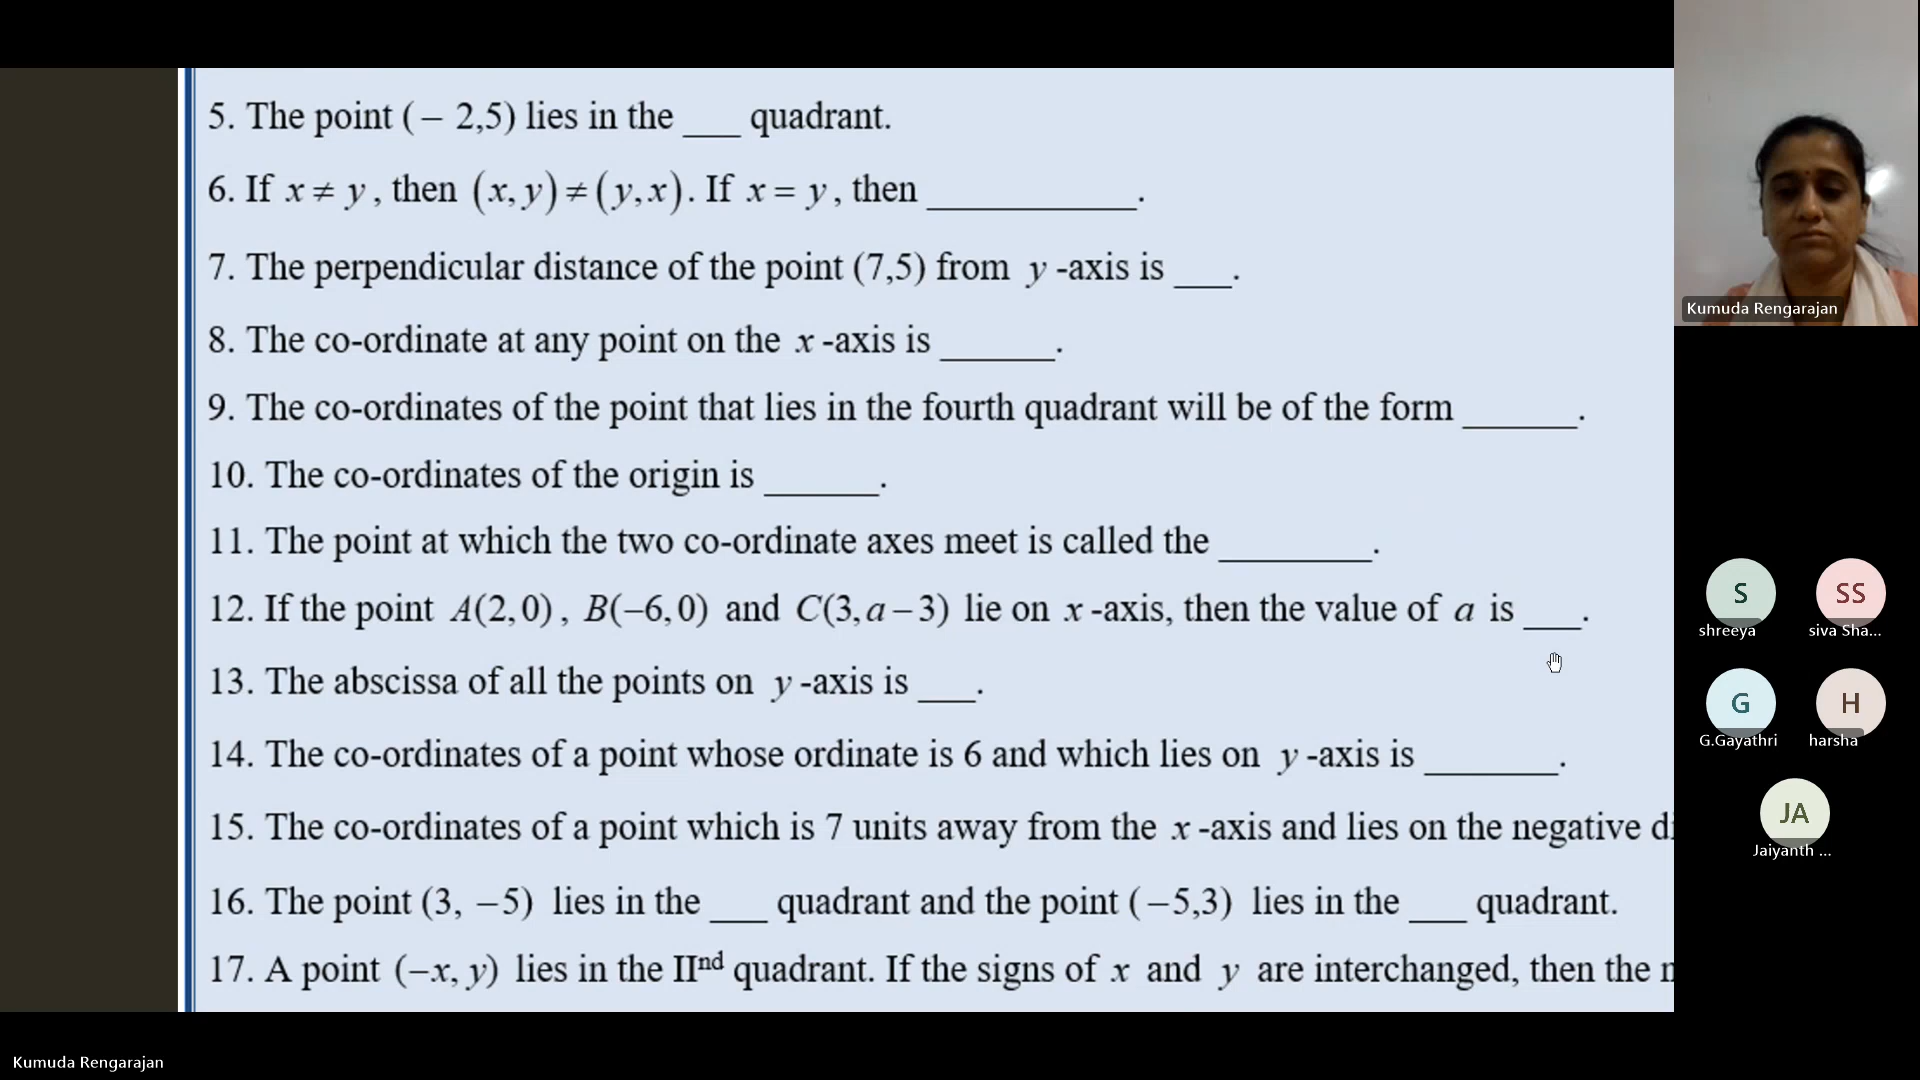 5. The point (− 2,5) lies in the ___ quadrant.
6. If x ≠ y, then (x, y) ≠ (y, x). If x = y, then ___________.
7. The perpendicular distance of the point (7,5) from y-axis is ___.
8. The co-ordinate at any point on the x-axis is ______.
9. The co-ordinates of the point that lies in the fourth quadrant will be of the form ______.
10. The co-ordinates of the origin is ______.
11. The point at which the two co-ordinate axes meet is called the ________.
12. If the point A(2,0), B(−6,0) and C(3,a−3) lie on x-axis, then the value of a is ___.
13. The abscissa of all the points on y-axis is ___.
14. The co-ordinates of a point whose ordinate is 6 and which lies on y-axis is _______.
15. The co-ordinates of a point which is 7 units away from the x-axis and lies on the negative
16. The point (3, −5) lies in the ___ quadrant and the point (−5,3) lies in the ___ quadrant.
17. A point (−x, y) lies in the IInd quadrant. If the signs of x and y are interchanged, then the
Kumuda Rengarajan
S
shreeya
SS
siva Sha...
G
G.Gayathri
H
harsha
JA
Jaiyanth ...
Kumuda Rengarajan